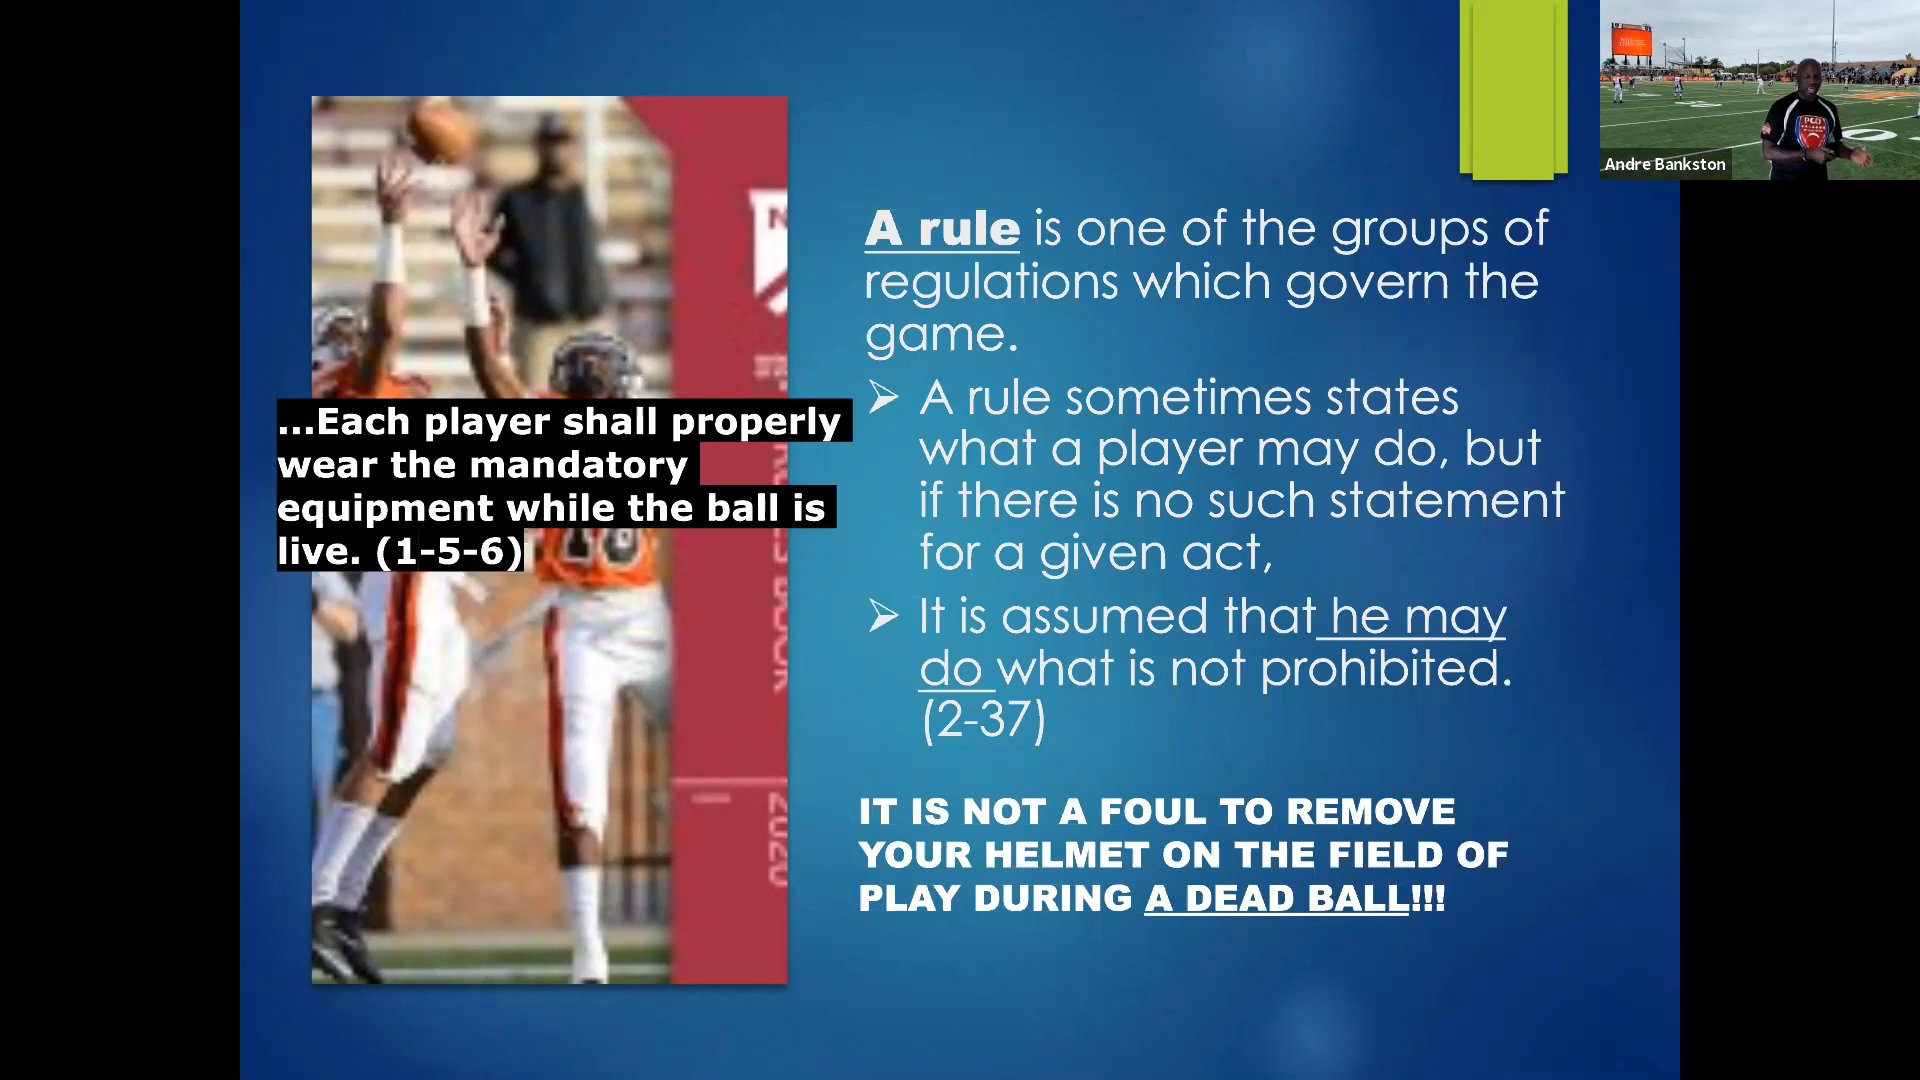 Andre Bankston
A rule is one of the groups of
regulations which govern the
game.
➢ A rule sometimes states
what a player may do, but
if there is no such statement
for a given act,
➢ It is assumed that he may
do what is not prohibited.
(2-37)
...Each player shall properly
wear the mandatory
equipment while the ball is
live. (1-5-6)
IT IS NOT A FOUL TO REMOVE
YOUR HELMET ON THE FIELD OF
PLAY DURING A DEAD BALL!!!
N
2020